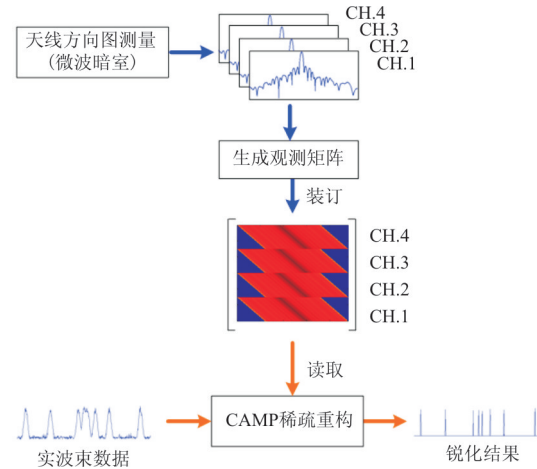 天线方向图测量
(微波暗室)
CH.4
CH.3
CH.2
CH.1
生成观测矩阵
装订
CH.4
CH.3
CH.2
CH.1
读取
CAMP稀疏重构
实波束数据
锐化结果